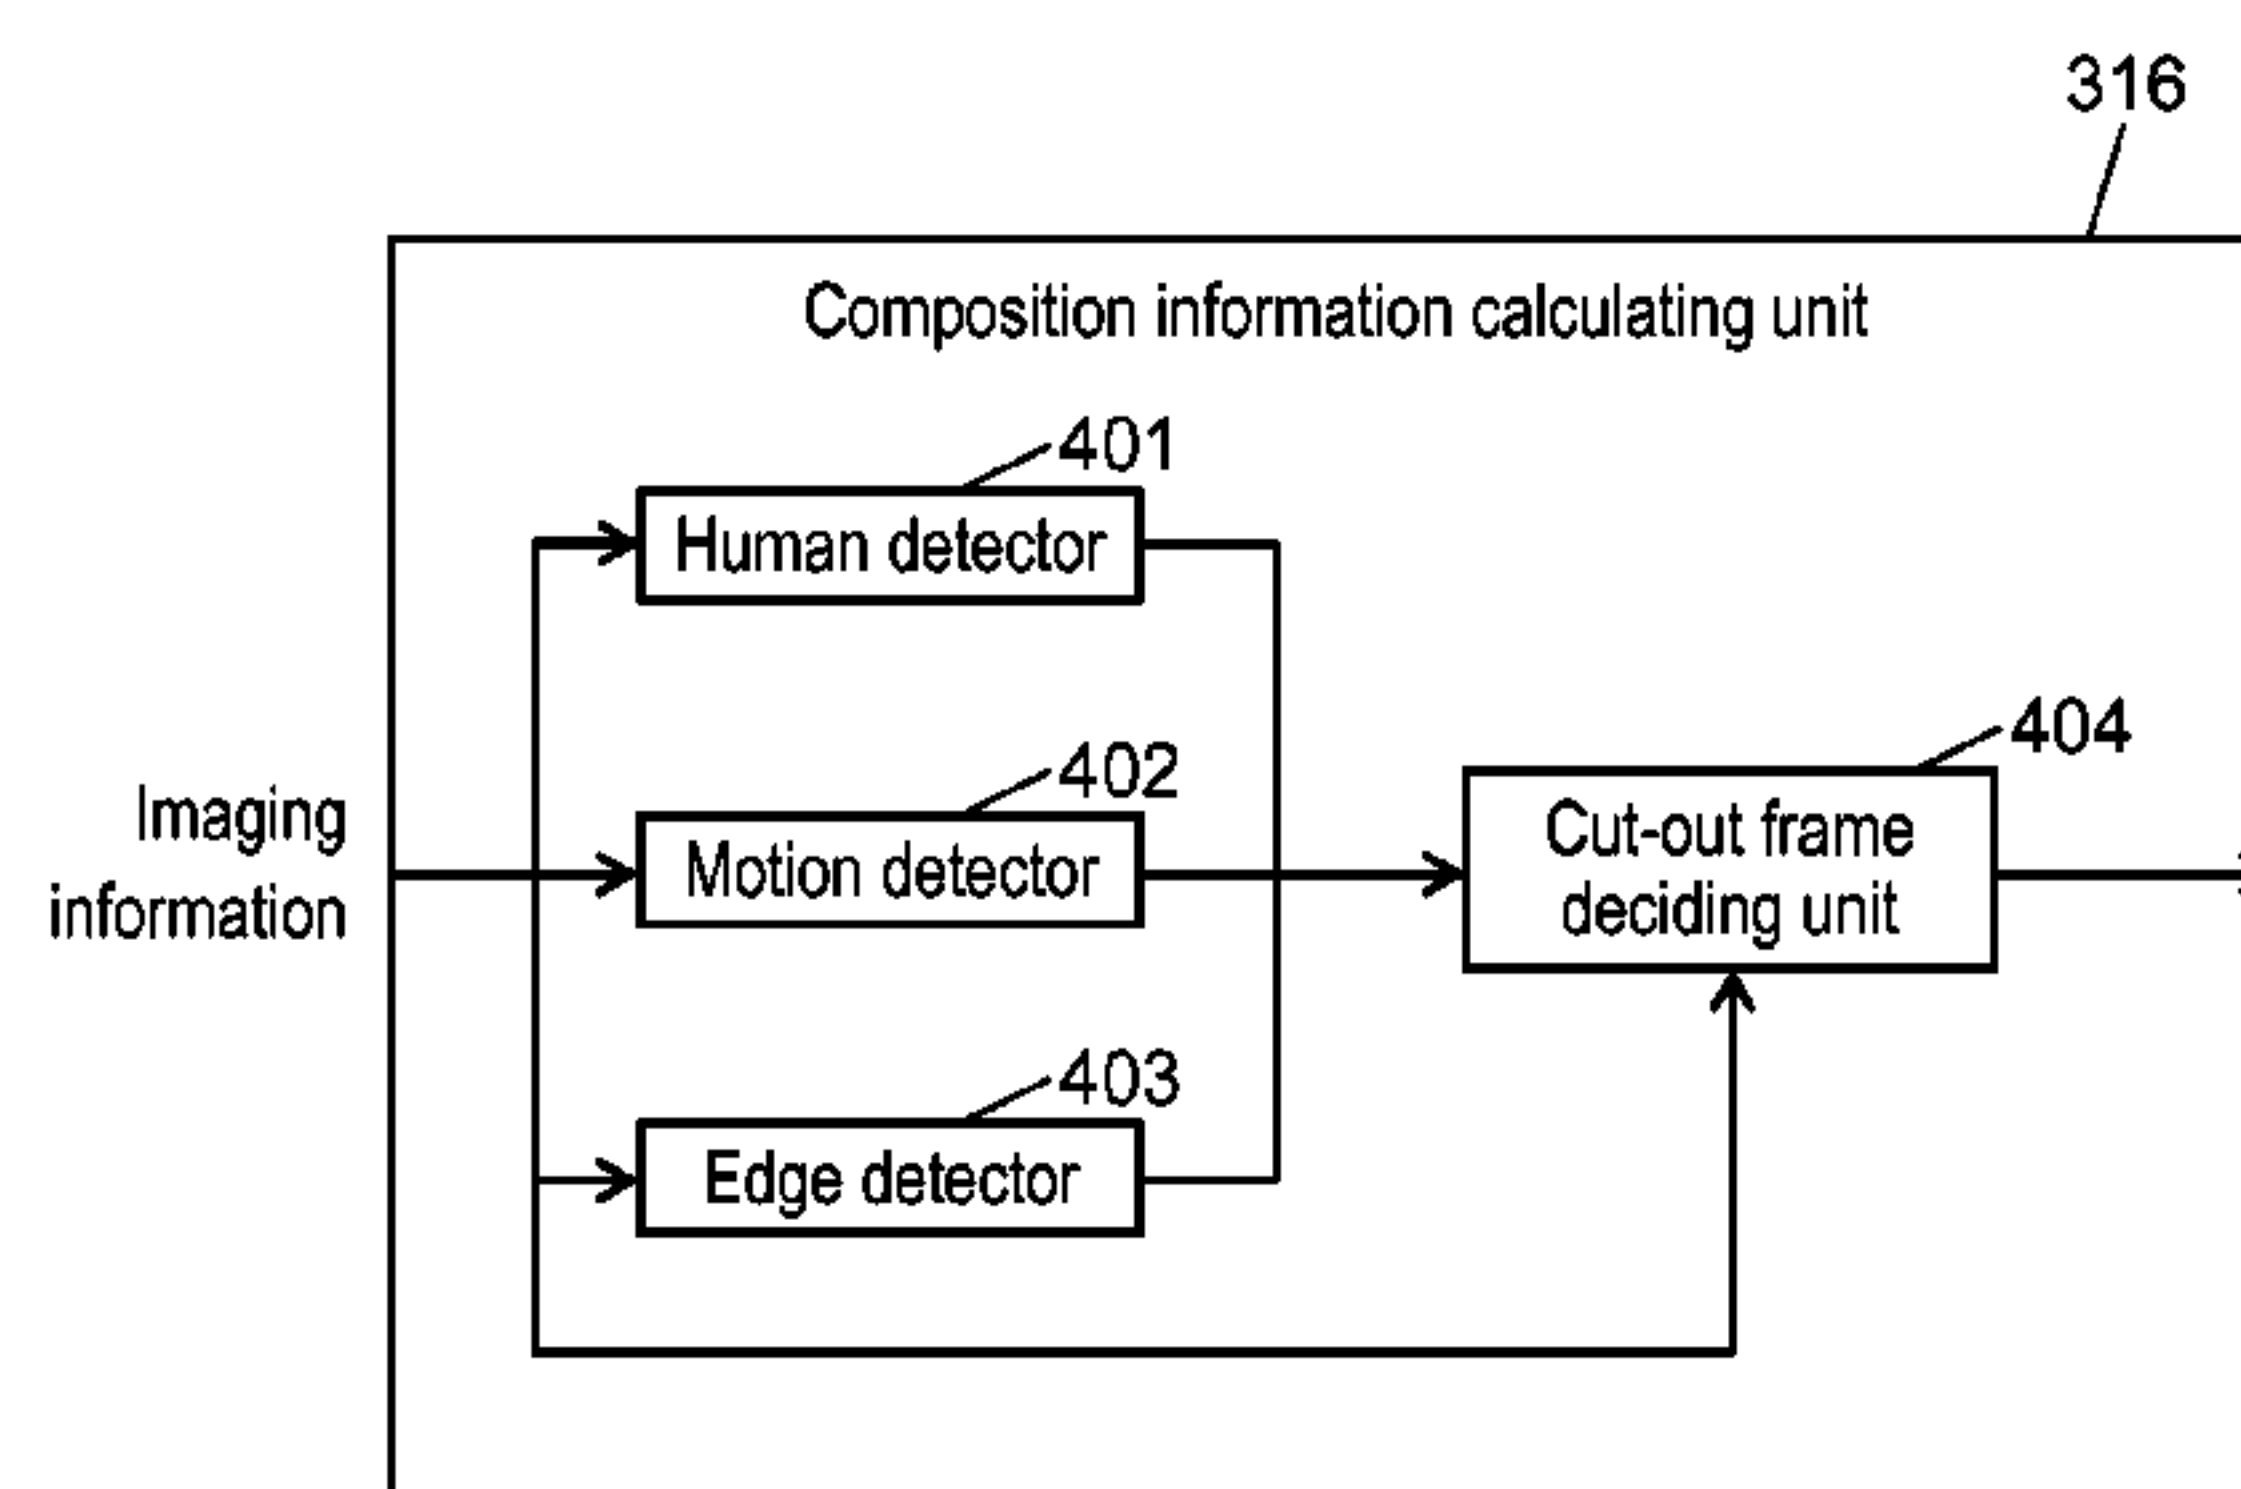 316
Composition information calculating unit
401
Human detector
402
Motion detector
Imaging
information
404
Cut-out frame
deciding unit
403
Edge detector